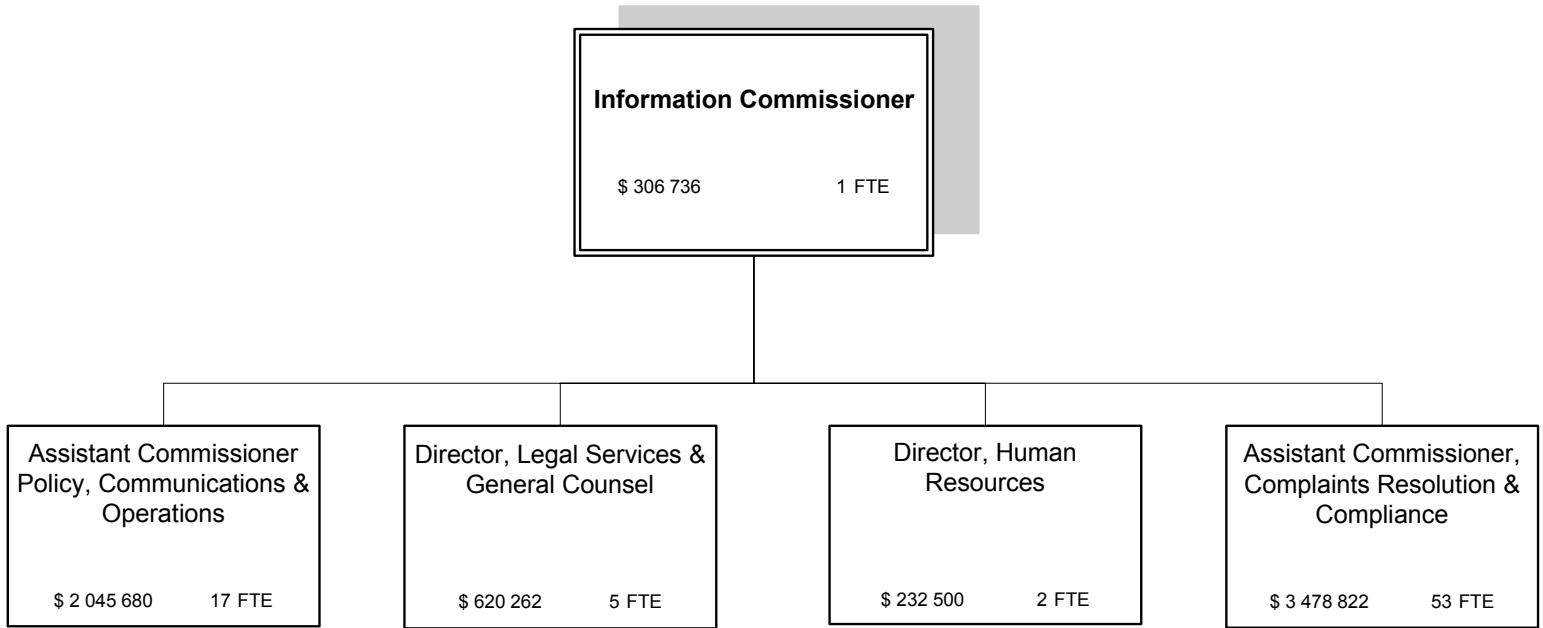 Information Commissioner
$ 306 736 1 FTE
Assistant Commissioner
Policy, Communications &
Operations
$ 2 045 680 17 FTE
Director, Legal Services &
General Counsel
$ 620 262 5 FTE
Director, Human
Resources
$ 232 500 2 FTE
Assistant Commissioner,
Complaints Resolution &
Compliance
$ 3 478 822 53 FTE